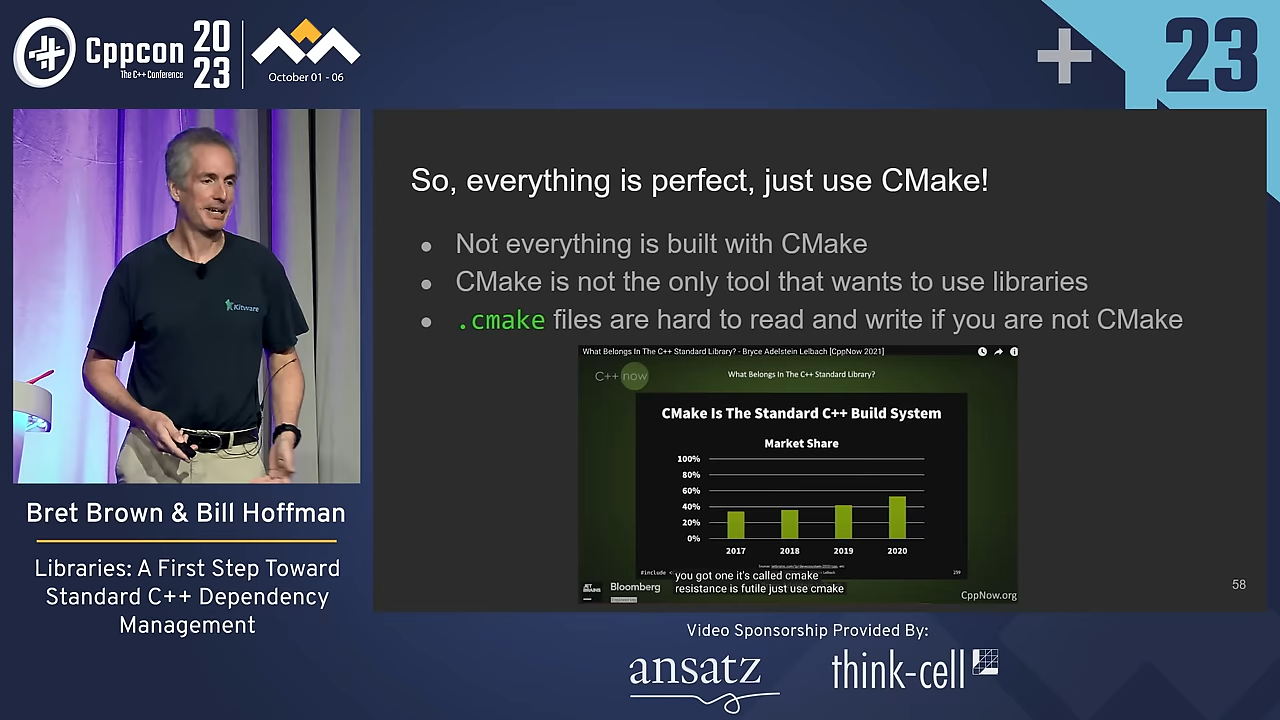 Cppcon
The C++ Conference
20
23
October 01 - 06
23
Kitware
Bret Brown & Bill Hoffman
Libraries: A First Step Toward
Standard C++ Dependency
Management
So, everything is perfect, just use CMake!
● Not everything is built with CMake
● CMake is not the only tool that wants to use libraries
● .cmake files are hard to read and write if you are not CMake
What Belongs In The C++ Standard Library? - Bryce Adelstein Lelbach [CppNow 2021]
C++ now
What Belongs In The C++ Standard Library?
CMake Is The Standard C++ Build System
Market Share
100%
80%
60%
40%
20%
0%
2017 2018 2019 2020
#include <
you got one it's called cmake
resistance is futile just use cmake
JET BRAINS
Bloomberg
Engineering
CppNow.org
58
Video Sponsorship Provided By:
ansatz
think-cell